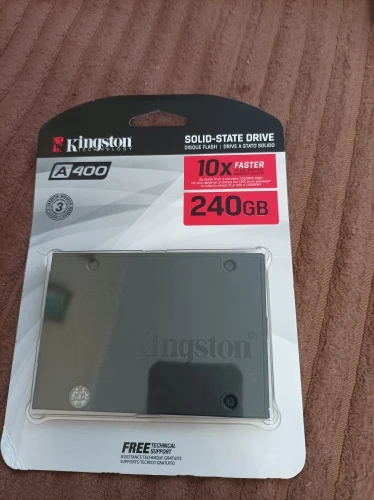 Kingston
TECHNOLOGY
SOLID-STATE DRIVE
DISQUE FLASH | DRIVE A STATO SOLIDO
A400
10x FASTER
240GB
3
Kingston
FREE TECHNICAL SUPPORT
ASSISTANCE TECHNIQUE GRATUITE
SUPPORTO TECNICO GRATUITO